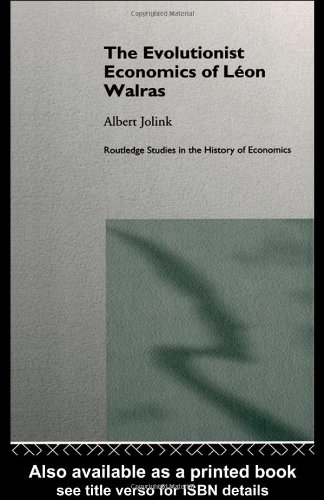 The Evolutionist
Economics of Léon
Walras
Albert Jolink
Routledge Studies in the History of Economics
Also available as a printed book
see title verso for ISBN details